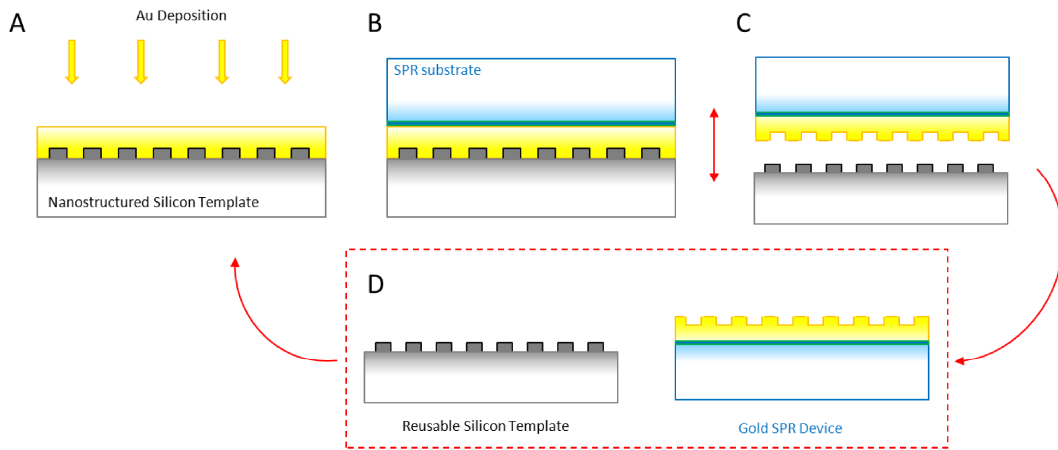 A
Au Deposition
Nanostructured Silicon Template
B
SPR substrate
C
D
Reusable Silicon Template
Gold SPR Device